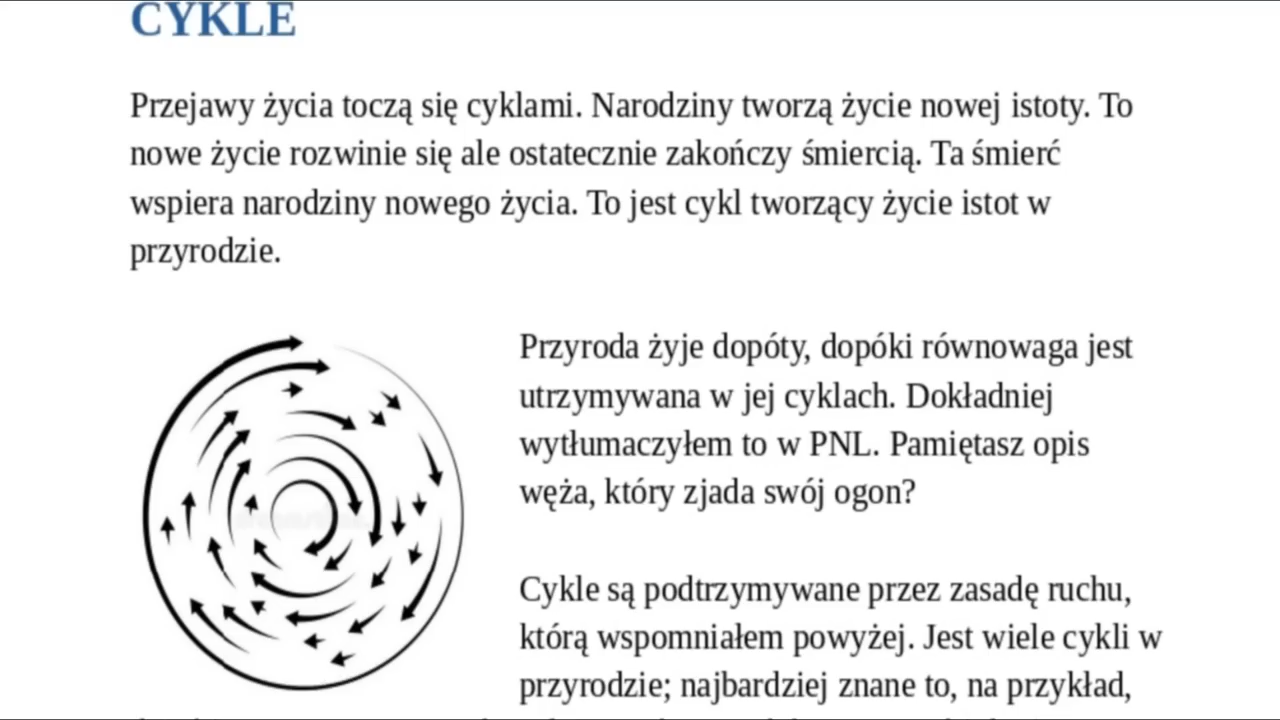 CYKLE
Przejawy życia toczą się cyklami. Narodziny tworzą życie nowej istoty. To
nowe życie rozwinie się ale ostatecznie zakończy śmiercią. Ta śmierć
wspiera narodziny nowego życia. To jest cykl tworzący życie istot w
przyrodzie.
Przyroda żyje dopóty, dopóki równowaga jest
utrzymywana w jej cyklach. Dokładniej
wytłumaczyłem to w PNL. Pamiętasz opis
węża, który zjada swój ogon?
Cykle są podtrzymywane przez zasadę ruchu,
którą wspomniałem powyżej. Jest wiele cykli w
przyrodzie; najbardziej znane to, na przykład,